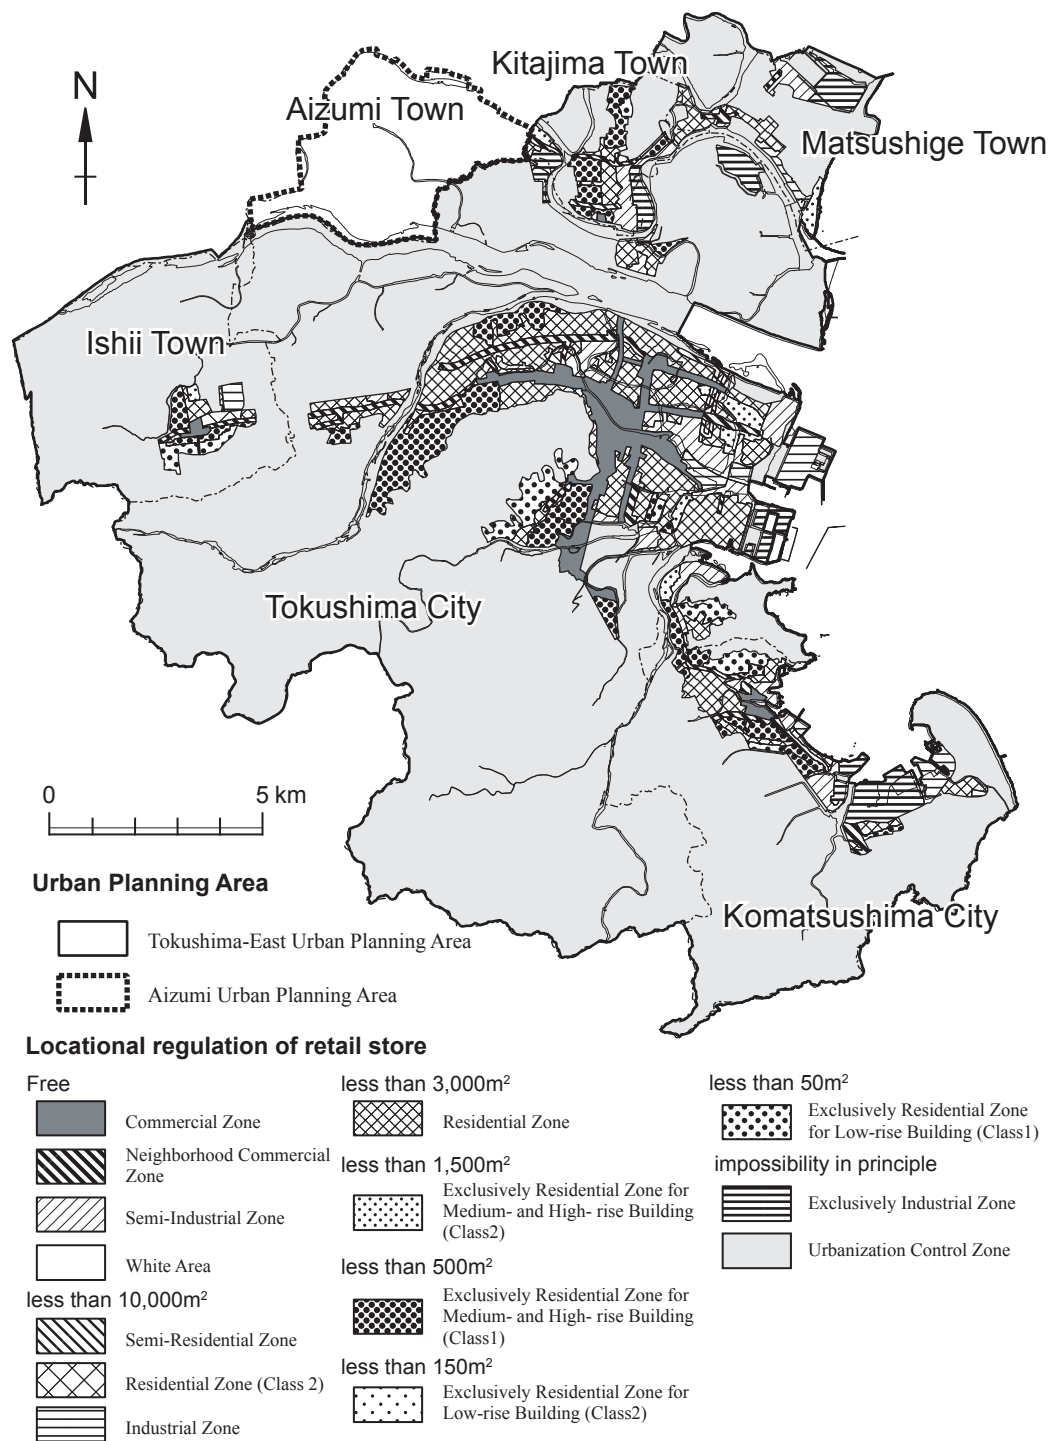 N
Kitajima Town
Aizumi Town
Matsushige Town
Ishii Town
Tokushima City
Komatsushima City
0 5 km
Urban Planning Area
Tokushima-East Urban Planning Area
Aizumi Urban Planning Area
Locational regulation of retail store
Free
Commercial Zone
Neighborhood Commercial
Zone
Semi-Industrial Zone
White Area
less than 10,000m²
Semi-Residential Zone
Residential Zone (Class 2)
Industrial Zone
less than 3,000m²
Residential Zone
less than 1,500m²
Exclusively Residential Zone for
Medium- and High- rise Building
(Class2)
less than 500m²
Exclusively Residential Zone for
Medium- and High- rise Building
(Class1)
less than 150m²
Exclusively Residential Zone for
Low-rise Building (Class2)
less than 50m²
Exclusively Residential Zone
for Low-rise Building (Class1)
impossibility in principle
Exclusively Industrial Zone
Urbanization Control Zone